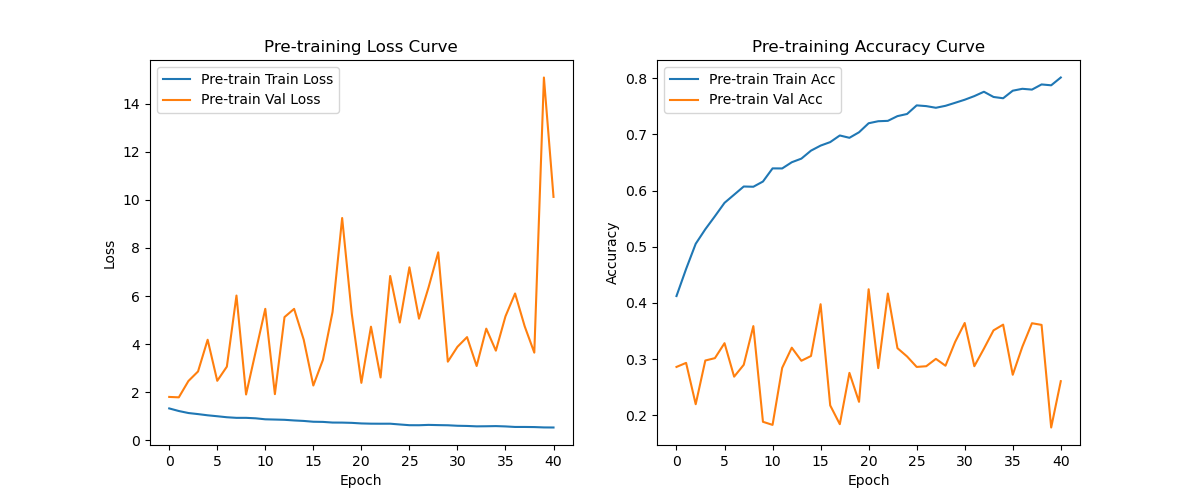 Pre-training Loss Curve
Pre-train Train Loss
Pre-train Val Loss
14
12
10
8
6
4
2
0
Loss
0 5 10 15 20 25 30 35 40
Epoch
Pre-training Accuracy Curve
Pre-train Train Acc
Pre-train Val Acc
0.8
0.7
0.6
0.5
0.4
0.3
0.2
Accuracy
0 5 10 15 20 25 30 35 40
Epoch